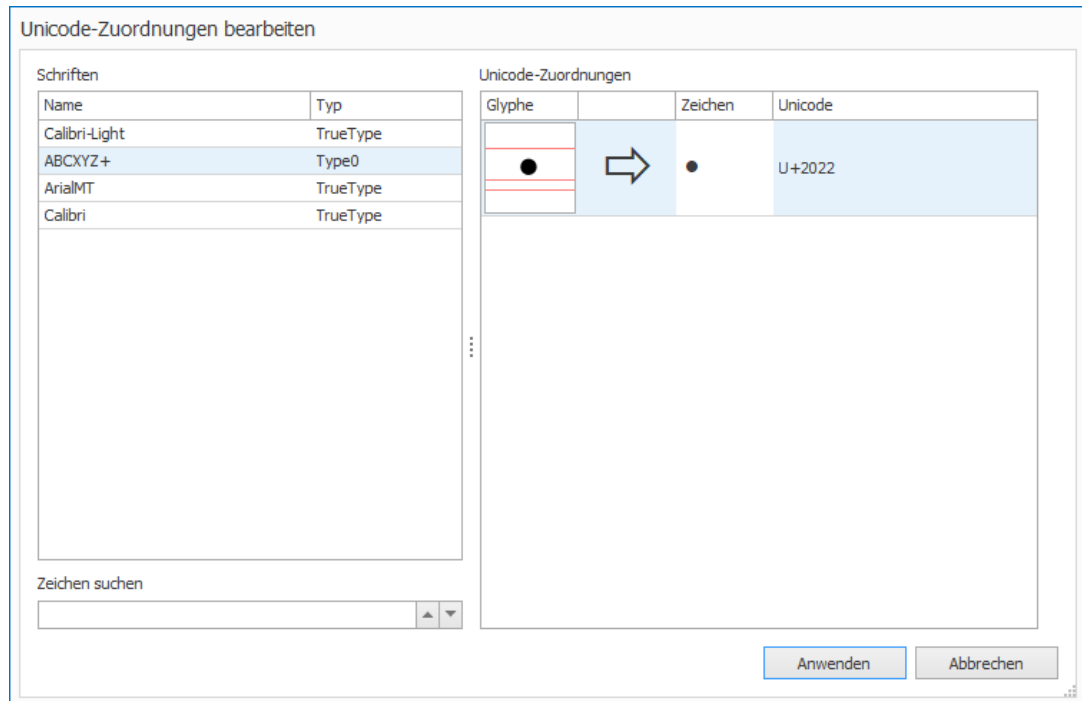 Unicode-Zuordnungen bearbeiten
Schriften
Name Typ
Calibri-Light TrueType
ABCXYZ+ Type0
ArialMT TrueType
Calibri TrueType
Zeichen suchen
Unicode-Zuordnungen
Glyphe Zeichen Unicode
● ⇨ ● U+2022
Anwenden Abbrechen